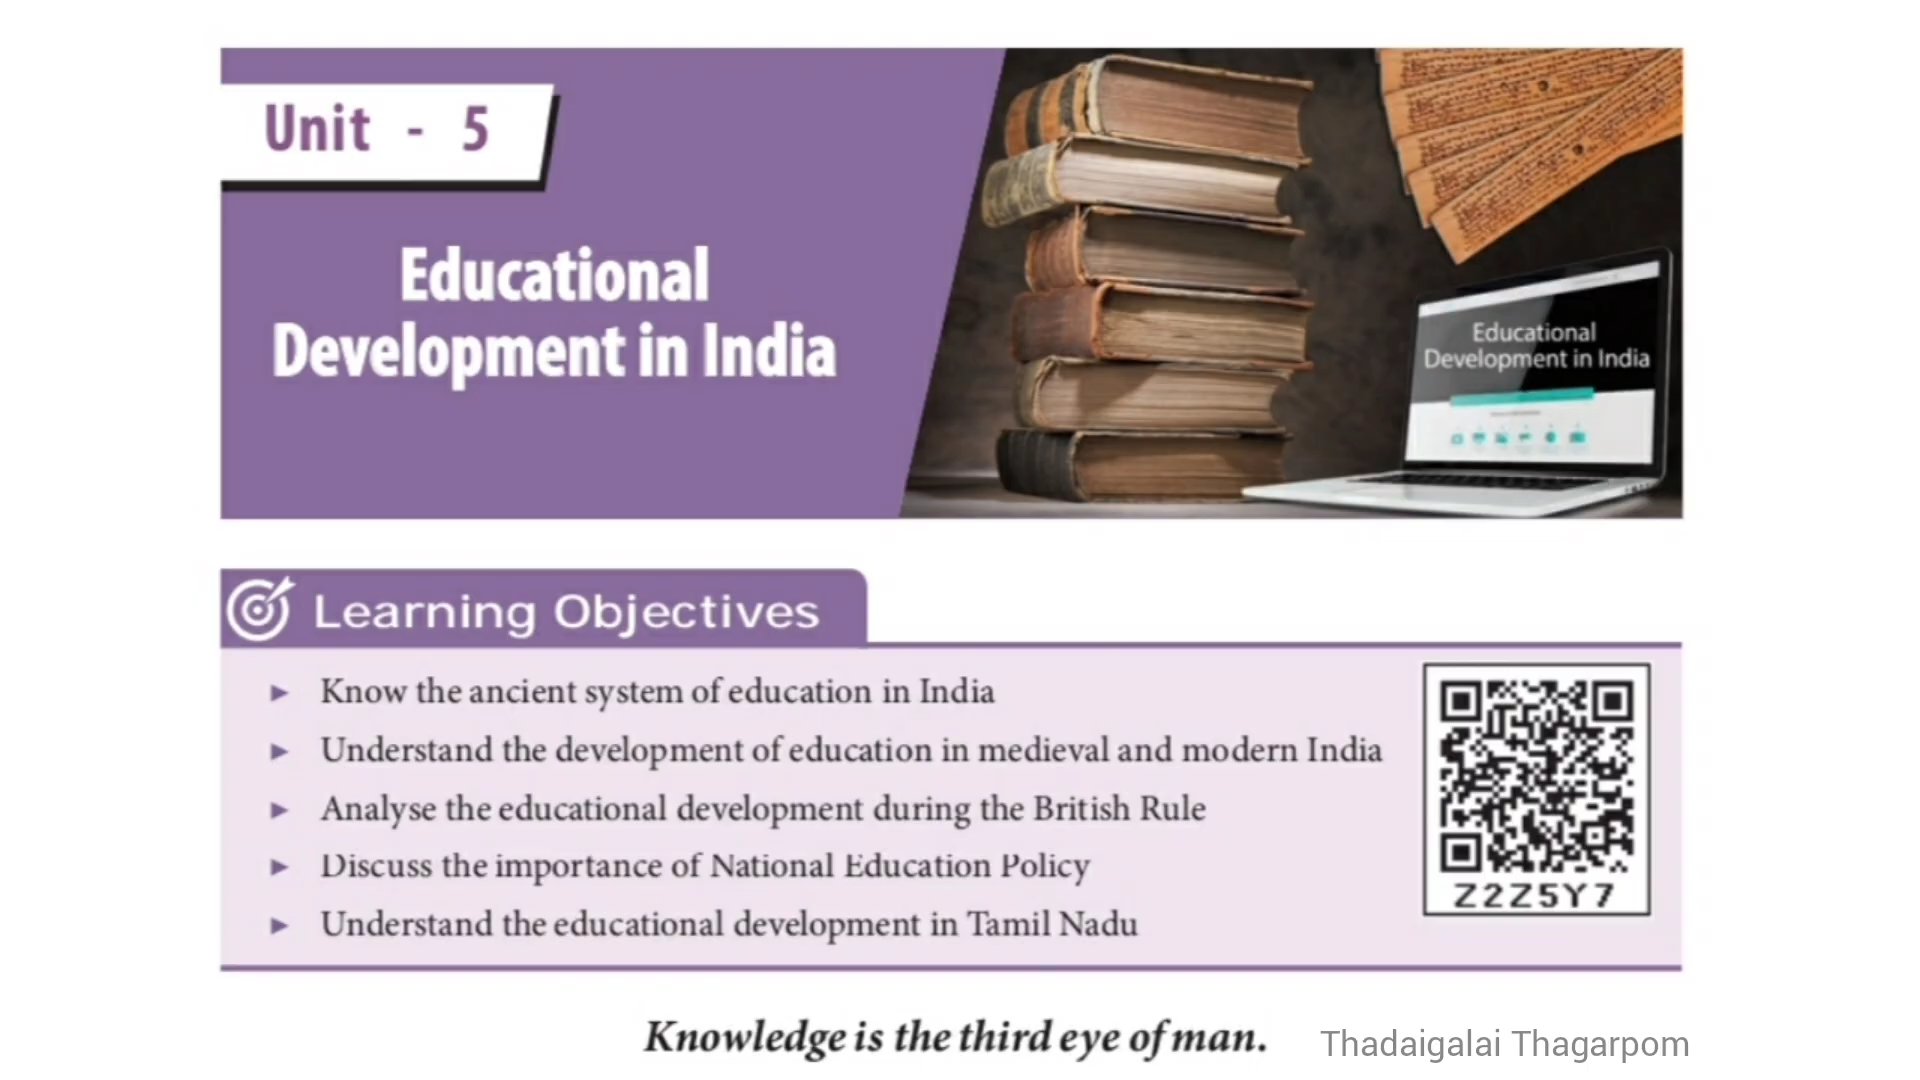 Unit - 5
Educational
Development in India
Educational
Development in India
Learning Objectives
► Know the ancient system of education in India
► Understand the development of education in medieval and modern India
► Analyse the educational development during the British Rule
► Discuss the importance of National Education Policy
► Understand the educational development in Tamil Nadu
Z2Z5Y7
Knowledge is the third eye of man.
Thadaigalai Thagarpom